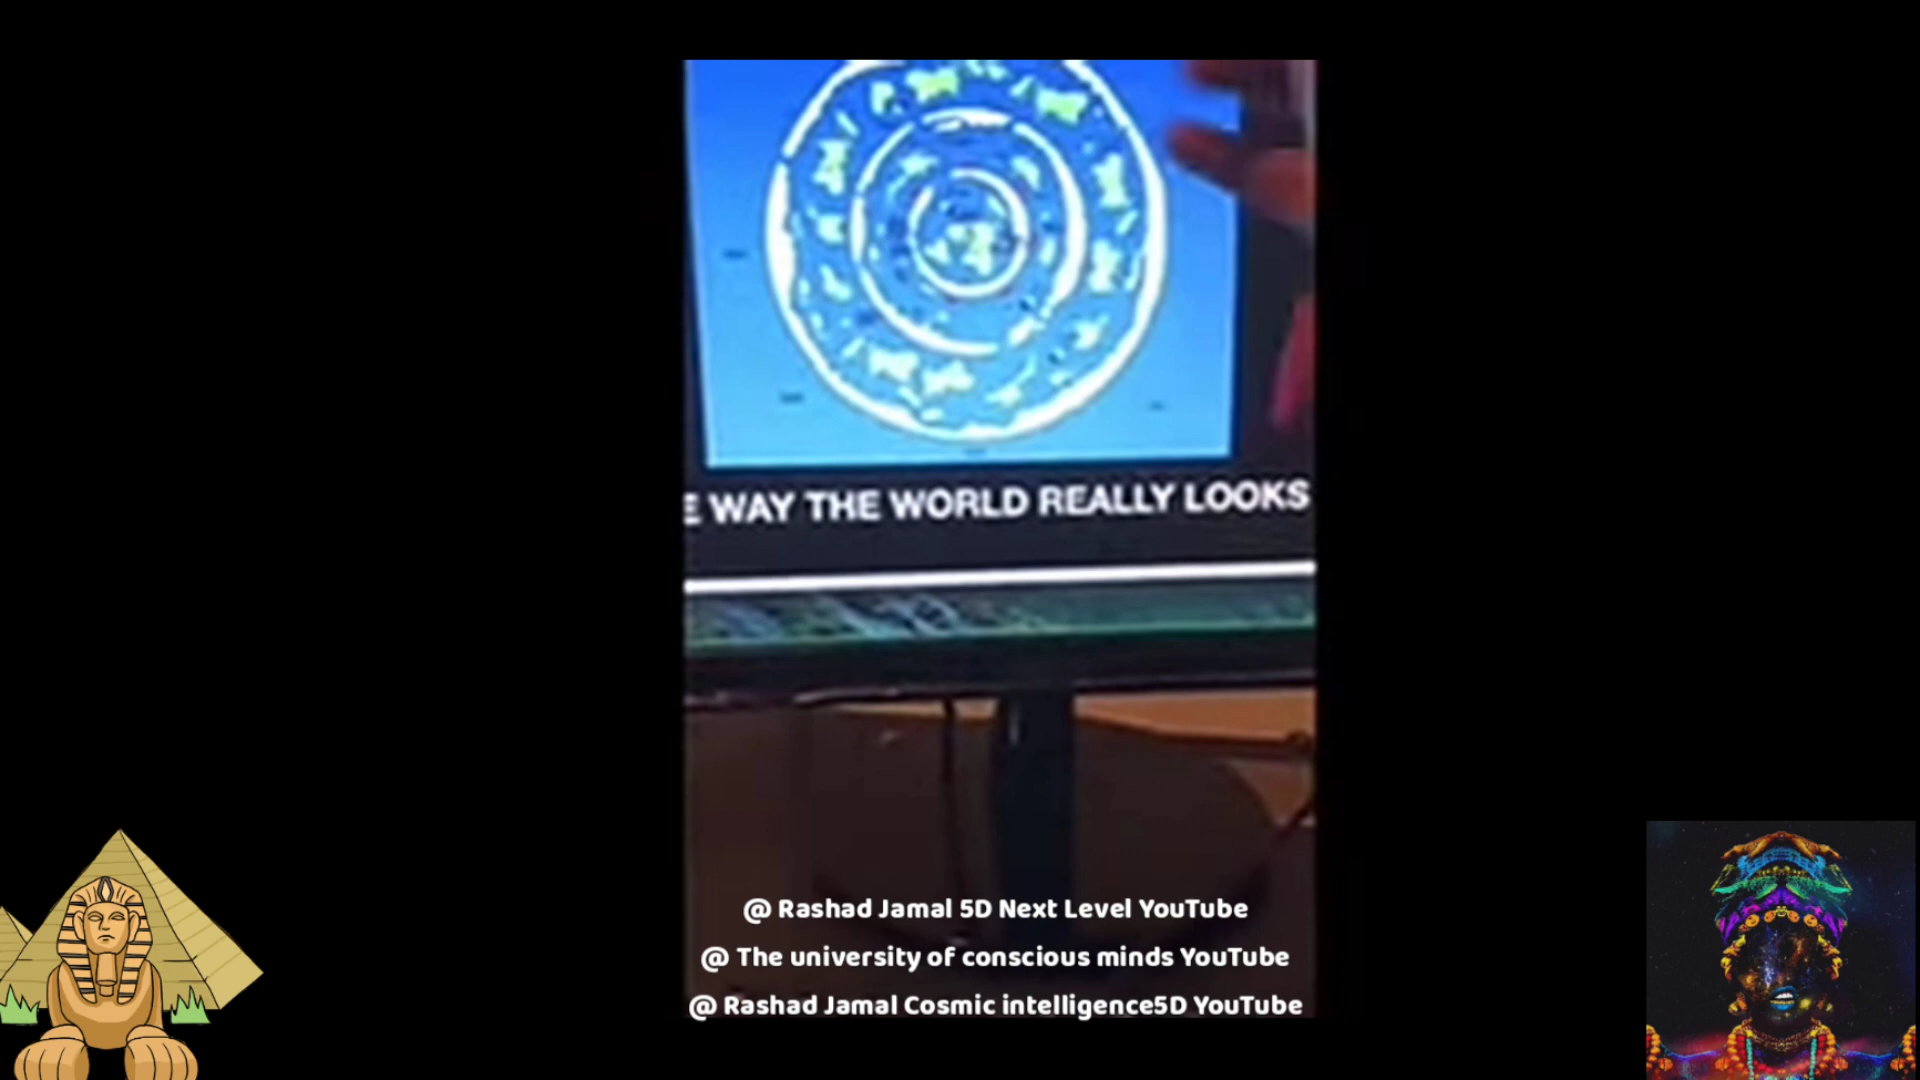 E WAY THE WORLD REALLY LOOKS
@ Rashad Jamal 5D Next Level YouTube
@ The university of conscious minds YouTube
@ Rashad Jamal Cosmic intelligence5D YouTube